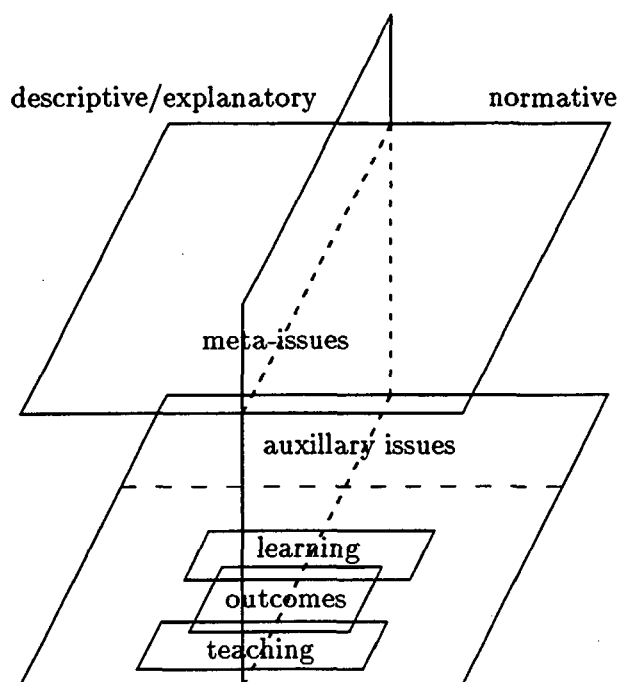 descriptive/explanatory normative
meta-issues
auxillary issues
learning
outcomes
teaching